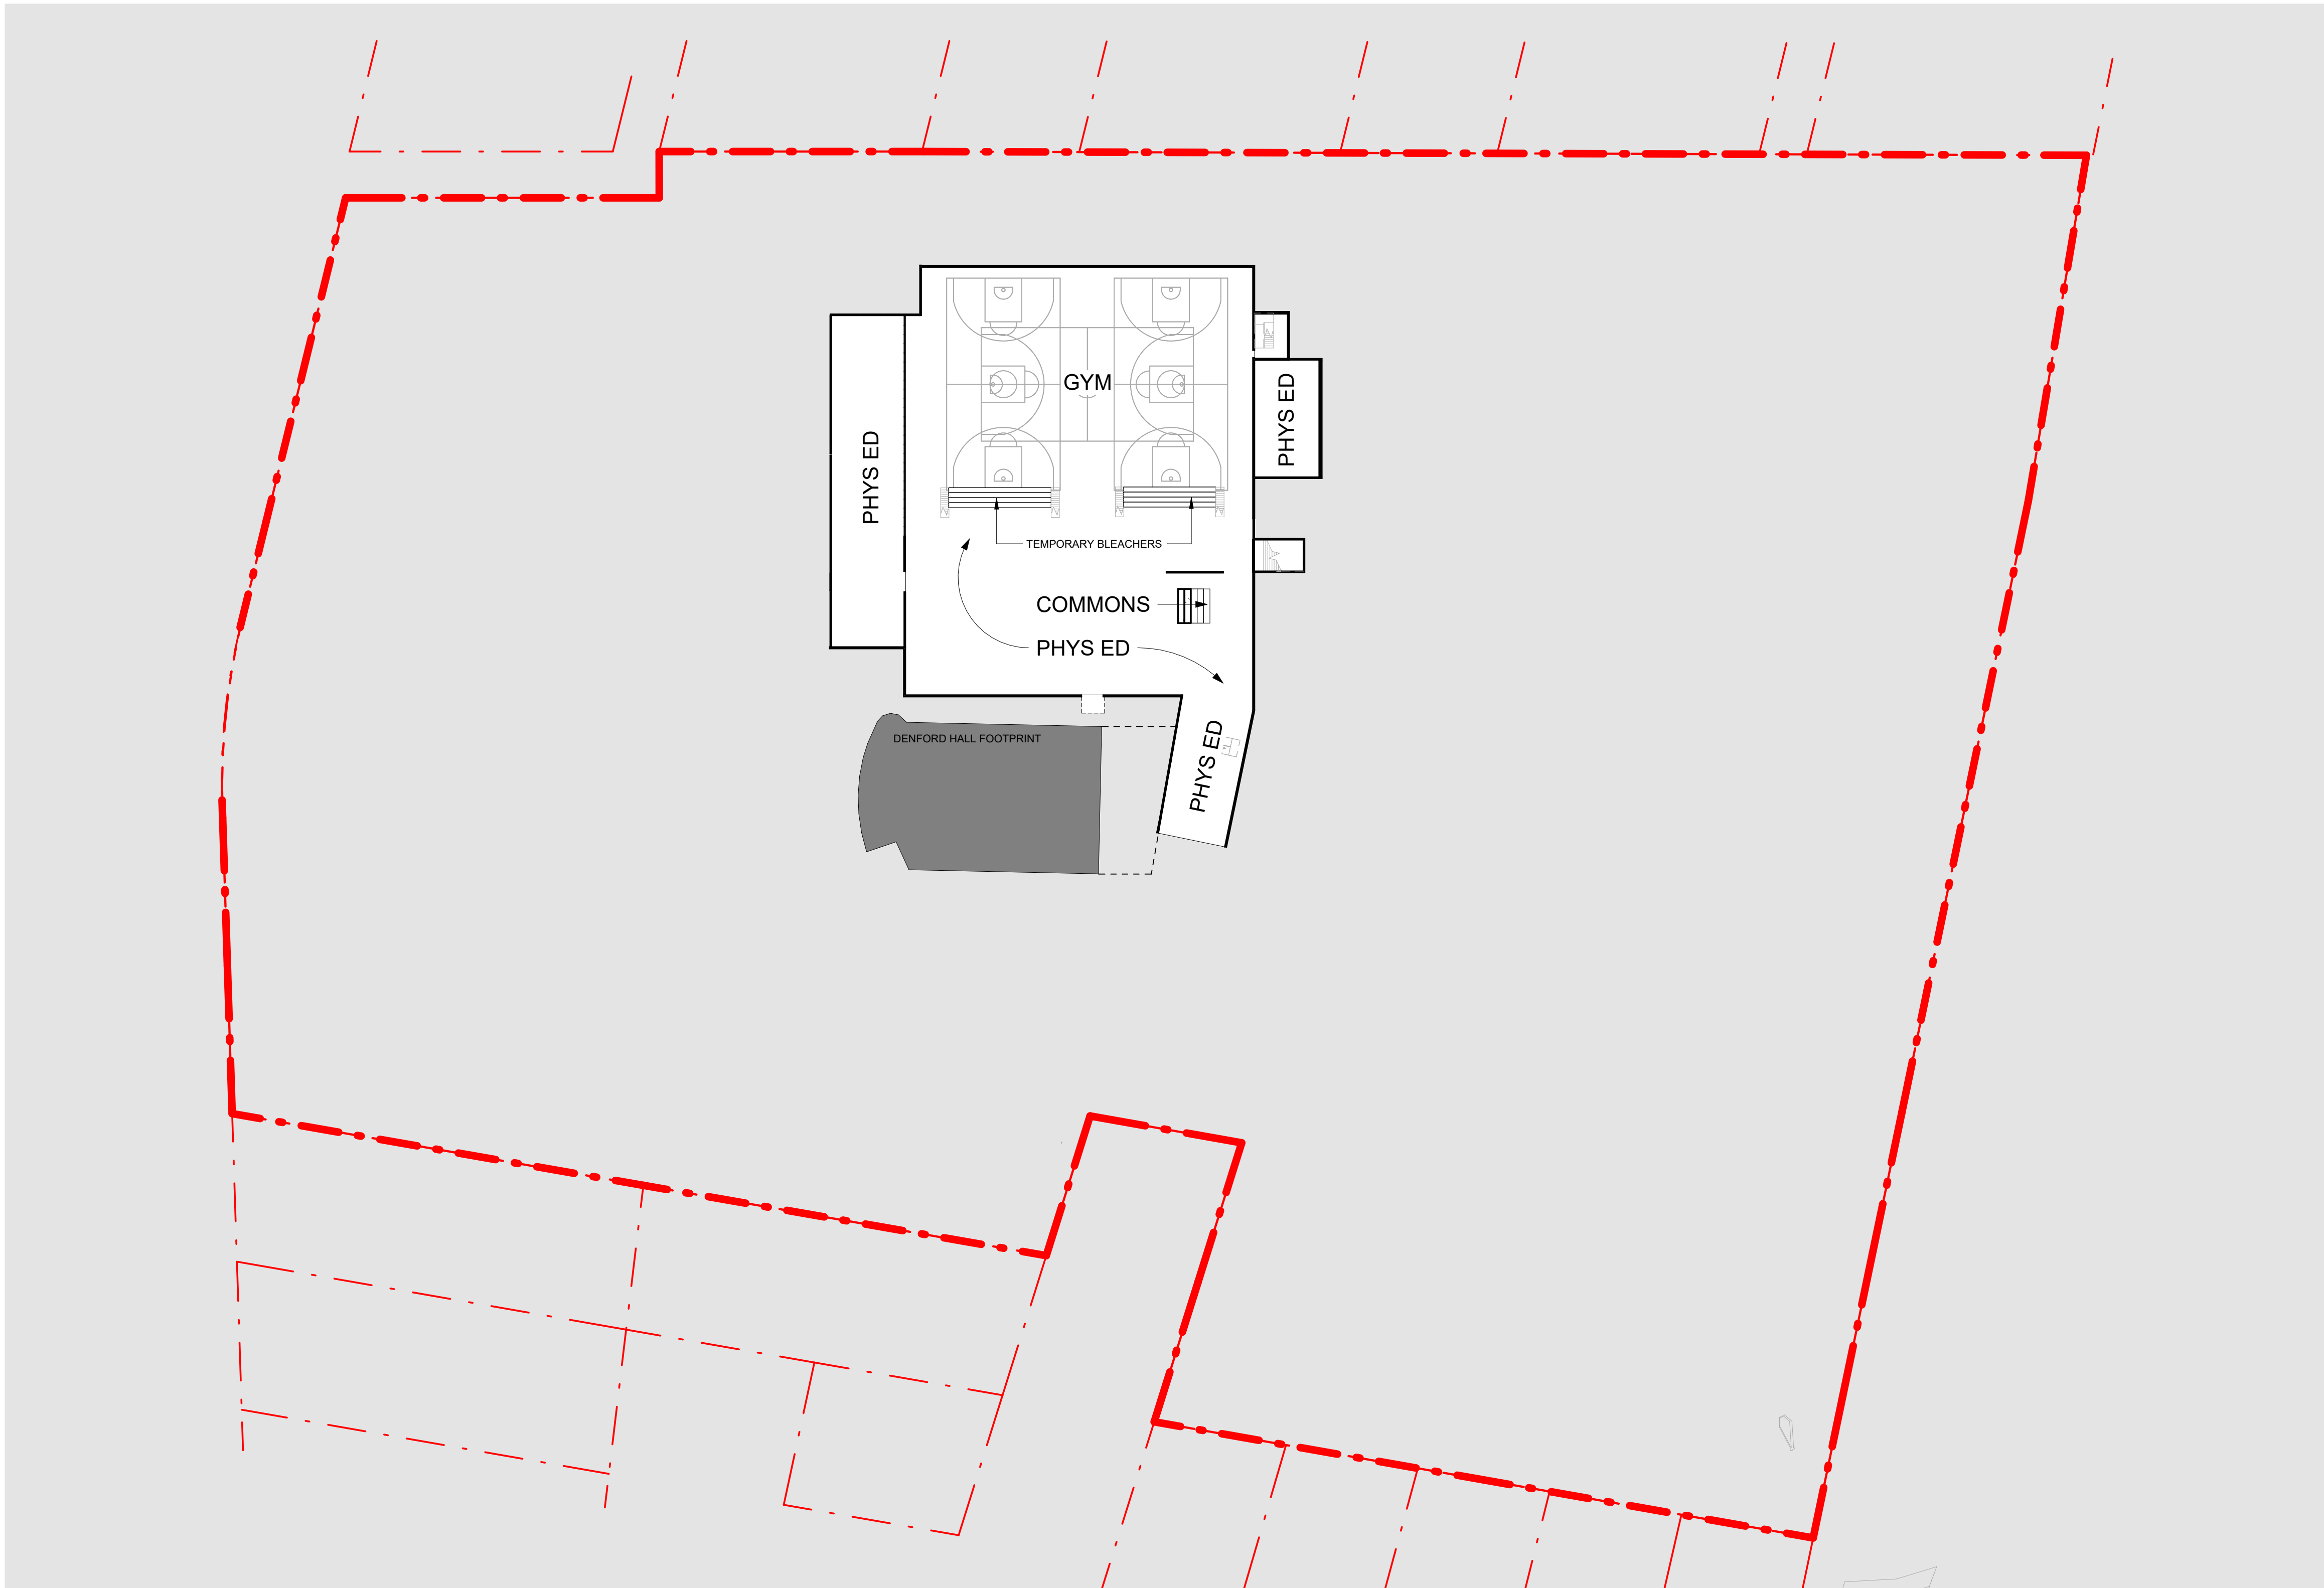 GYM
PHYS ED
PHYS ED
TEMPORARY BLEACHERS
COMMONS
PHYS ED
DENFORD HALL FOOTPRINT
PHYS ED